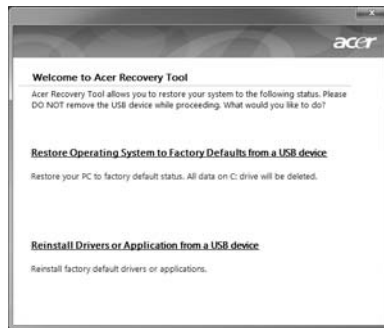 acer
Welcome to Acer Recovery Tool
Acer Recovery Tool allows you to restore your system to the following status. Please
DO NOT remove the USB device while proceeding. What would you like to do?
Restore Operating System to Factory Defaults from a USB device
Restore your PC to factory default status. All data on C: drive will be deleted.
Reinstall Drivers or Application from a USB device
Reinstall factory default drivers or applications.